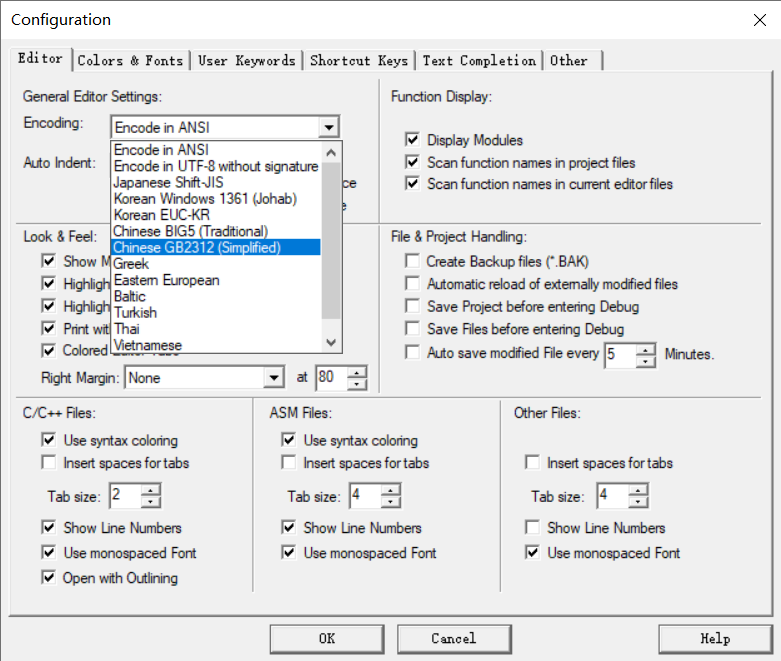 Configuration
Editor Colors & Fonts User Keywords Shortcut Keys Text Completion Other
General Editor Settings:
Encoding: Encode in ANSI
Encode in ANSI
Encode in UTF-8 without signature
Auto Indent:
Japanese Shift-JIS
Korean Windows 1361 (Johab)
Korean EUC-KR
Chinese BIG5 (Traditional)
Chinese GB2312 (Simplified)
Greek
Eastern European
Baltic
Turkish
Thai
Vietnamese
Function Display:
Display Modules
Scan function names in project files
Scan function names in current editor files
Look & Feel:
Show M
Highligh
Highligh
Print wit
Colored
Right Margin: None at 80
File & Project Handling:
Create Backup files (*.BAK)
Automatic reload of externally modified files
Save Project before entering Debug
Save Files before entering Debug
Auto save modified File every 5 Minutes.
C/C++ Files:
Use syntax coloring
Insert spaces for tabs
Tab size: 2
Show Line Numbers
Use monospaced Font
Open with Outlining
ASM Files:
Use syntax coloring
Insert spaces for tabs
Tab size: 4
Show Line Numbers
Use monospaced Font
Other Files:
Insert spaces for tabs
Tab size: 4
Show Line Numbers
Use monospaced Font
OK Cancel Help